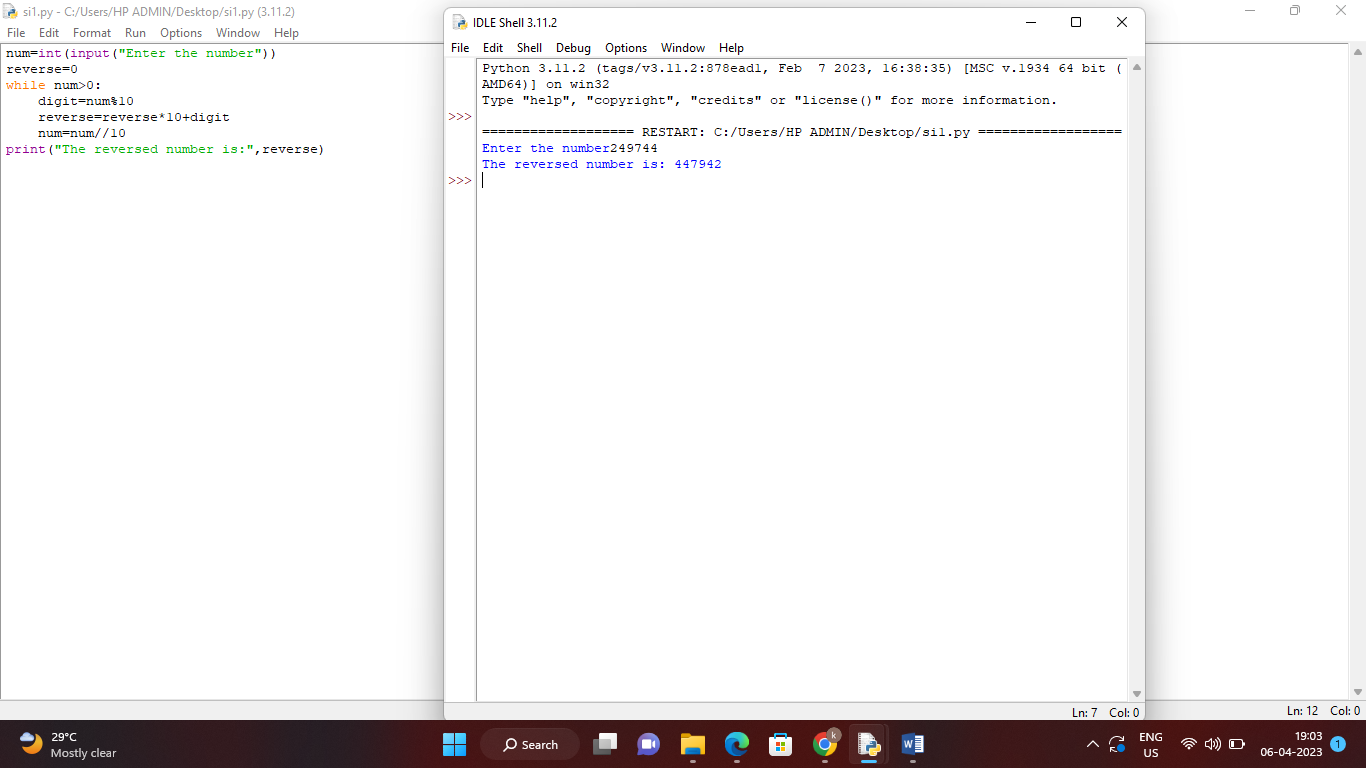 si1.py - C:/Users/HP ADMIN/Desktop/si1.py (3.11.2)
File Edit Format Run Options Window Help
num=int(input("Enter the number"))
reverse=0
while num>0:
    digit=num%10
    reverse=reverse*10+digit
    num=num//10
print("The reversed number is:",reverse)
Ln: 12 Col: 0
IDLE Shell 3.11.2
File Edit Shell Debug Options Window Help
Python 3.11.2 (tags/v3.11.2:878ead1, Feb  7 2023, 16:38:35) [MSC v.1934 64 bit (
AMD64)] on win32
Type "help", "copyright", "credits" or "license()" for more information.
>>>
=================== RESTART: C:/Users/HP ADMIN/Desktop/si1.py ==================
Enter the number249744
The reversed number is: 447942
>>>
Ln: 7 Col: 0
29°C
Mostly clear
Search
k
ENG
US
19:03
06-04-2023
1